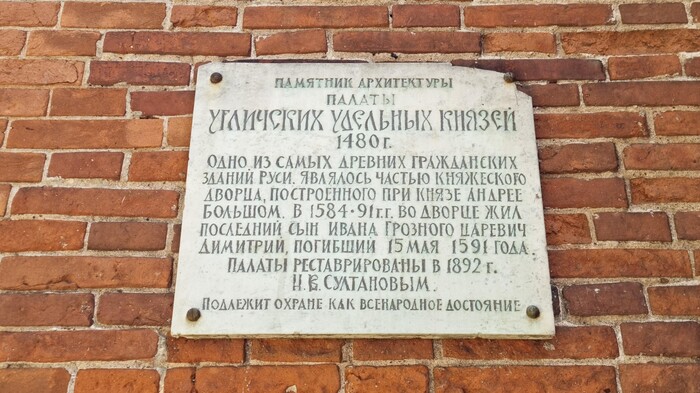 ПАМЯТНИК АРХИТЕКТУРЫ
ПАЛАТЫ
УГЛИЧСКИХ УДЕЛЬНЫХ КНЯЗЕЙ
1480 г.
ОДНО ИЗ САМЫХ ДРЕВНИХ ГРАЖДАНСКИХ
ЗДАНИЙ РУСИ. ЯВЛЯЛОСЬ ЧАСТЬЮ КНЯЖЕСКОГО
ДВОРЦА, ПОСТРОЕННОГО ПРИ КНЯЗЕ АНДРЕЕ
БОЛЬШОМ. В 1584-91 г.г. ВО ДВОРЦЕ ЖИЛ
ПОСЛЕДНИЙ СЫН ИВАНА ГРОЗНОГО ЦАРЕВИЧ
ДИМИТРИЙ, ПОГИБШИЙ 15 МАЯ 1591 ГОДА.
ПАЛАТЫ РЕСТАВРИРОВАНЫ В 1892 г.
Н.В. СУЛТАНОВЫМ.
ПОДЛЕЖИТ ОХРАНЕ КАК ВСЕНАРОДНОЕ ДОСТОЯНИЕ